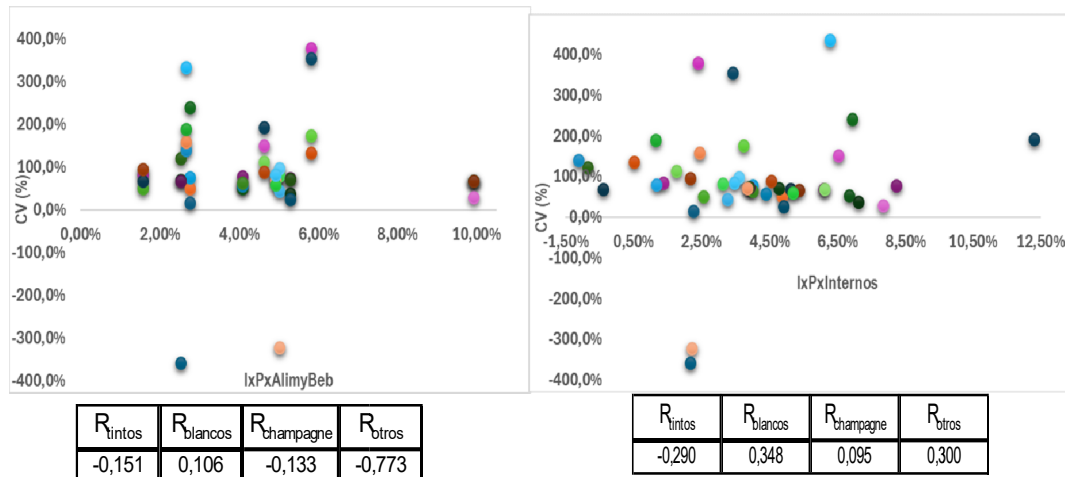 400,0%
300,0%
200,0%
100,0%
0,0%
-100,0%
-200,0%
-300,0%
-400,0%
CV (%)
0,00% 2,00% 4,00% 6,00% 8,00% 10,00%
IxPxAlimyBeb
400,0%
300,0%
200,0%
100,0%
0,0%
-100,0%
-200,0%
-300,0%
-400,0%
CV (%)
-1,50% 0,50% 2,50% 4,50% 6,50% 8,50% 10,50% 12,50%
IxPxInternos
Rtintos Rblancos Rchampagne Rotros
-0,151 0,106 -0,133 -0,773
Rtintos Rblancos Rchampagne Rotros
-0,290 0,348 0,095 0,300